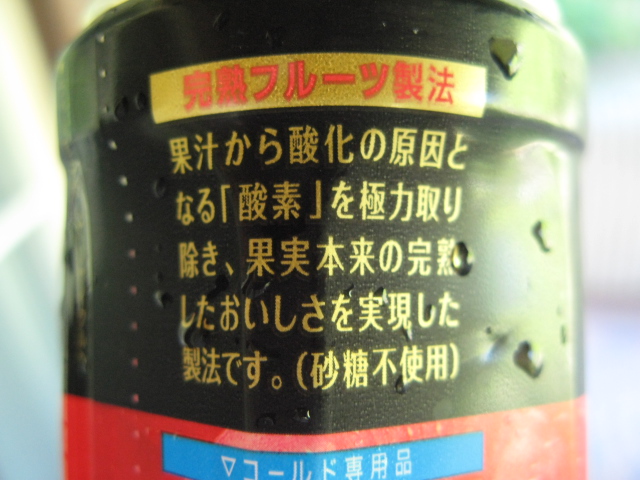 完熟フルーツ製法
果汁から酸化の原因と
なる「酸素」を極力取り
除き、果実本来の完熟
したおいしさを実現した
製法です。(砂糖不使用)
▽コールド専用品